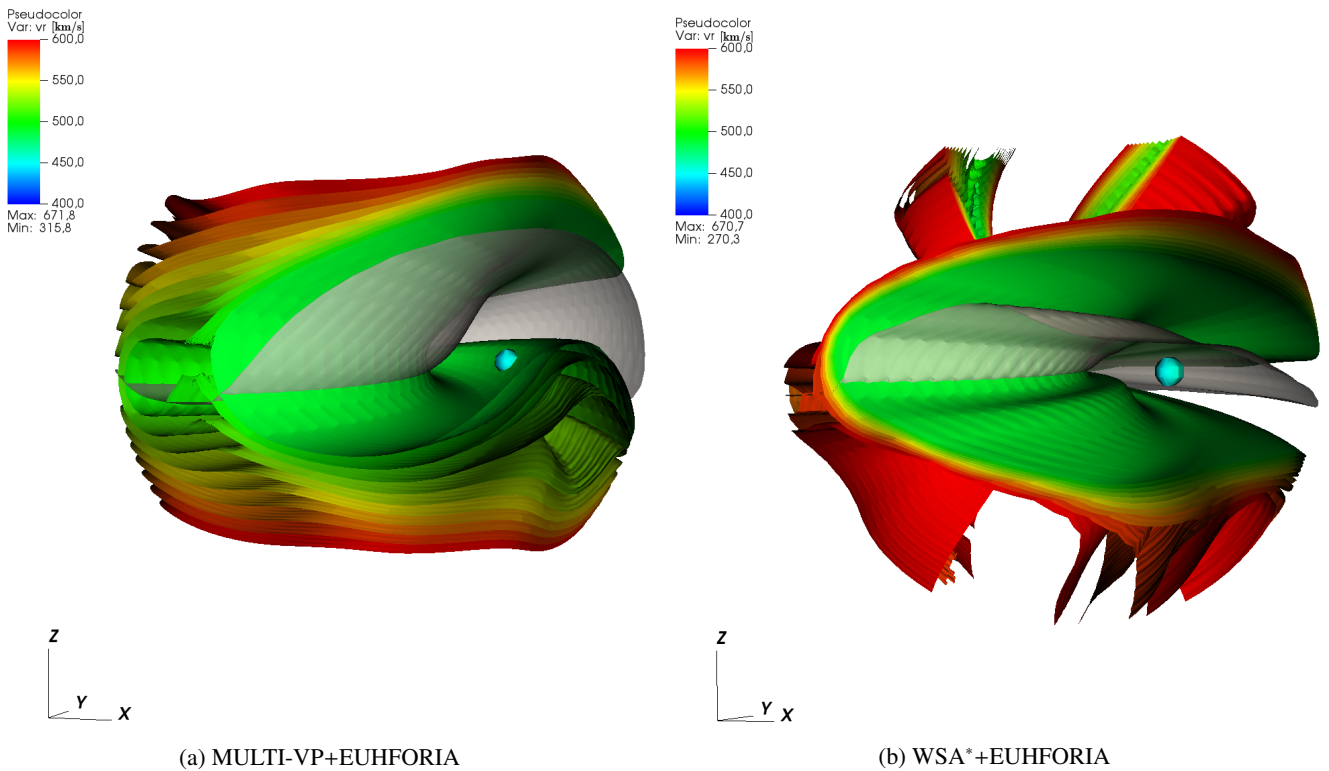 Pseudocolor
Var: vr [km/s]
600,0
550,0
500,0
450,0
400,0
Max: 671,8
Min: 315,8
Z
Y
X
(a) MULTI-VP+EUHFORIA
Pseudocolor
Var: vr [km/s]
600,0
550,0
500,0
450,0
400,0
Max: 670,7
Min: 270,3
Z
Y
X
(b) WSA*+EUHFORIA